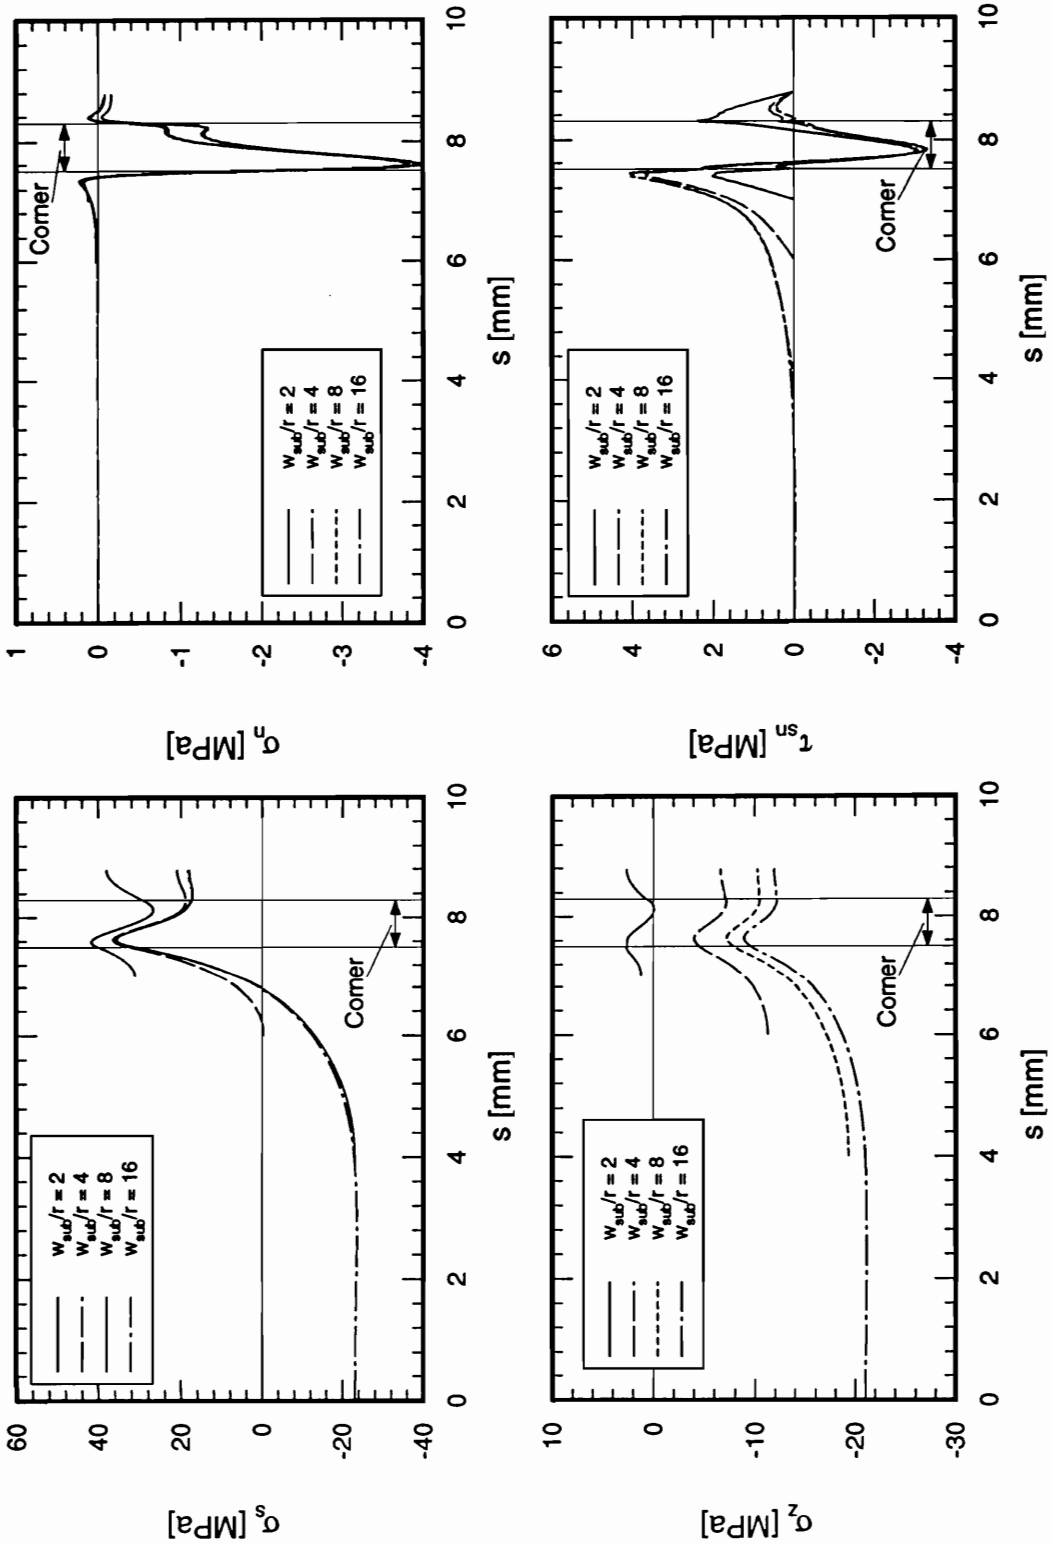 60
40
20
0
-20
-40
σs [MPa]
wsub/r = 2
wsub/r = 4
wsub/r = 8
wsub/r = 16
Corner
0
2
4
6
8
10
s [mm]
1
0
-1
-2
-3
-4
σn [MPa]
Corner
wsub/r = 2
wsub/r = 4
wsub/r = 8
wsub/r = 16
0
2
4
6
8
10
s [mm]
10
0
-10
-20
-30
σz [MPa]
wsub/r = 2
wsub/r = 4
wsub/r = 8
wsub/r = 16
Corner
0
2
4
6
8
10
s [mm]
6
4
2
0
-2
-4
τsn [MPa]
wsub/r = 2
wsub/r = 4
wsub/r = 8
wsub/r = 16
Corner
0
2
4
6
8
10
s [mm]